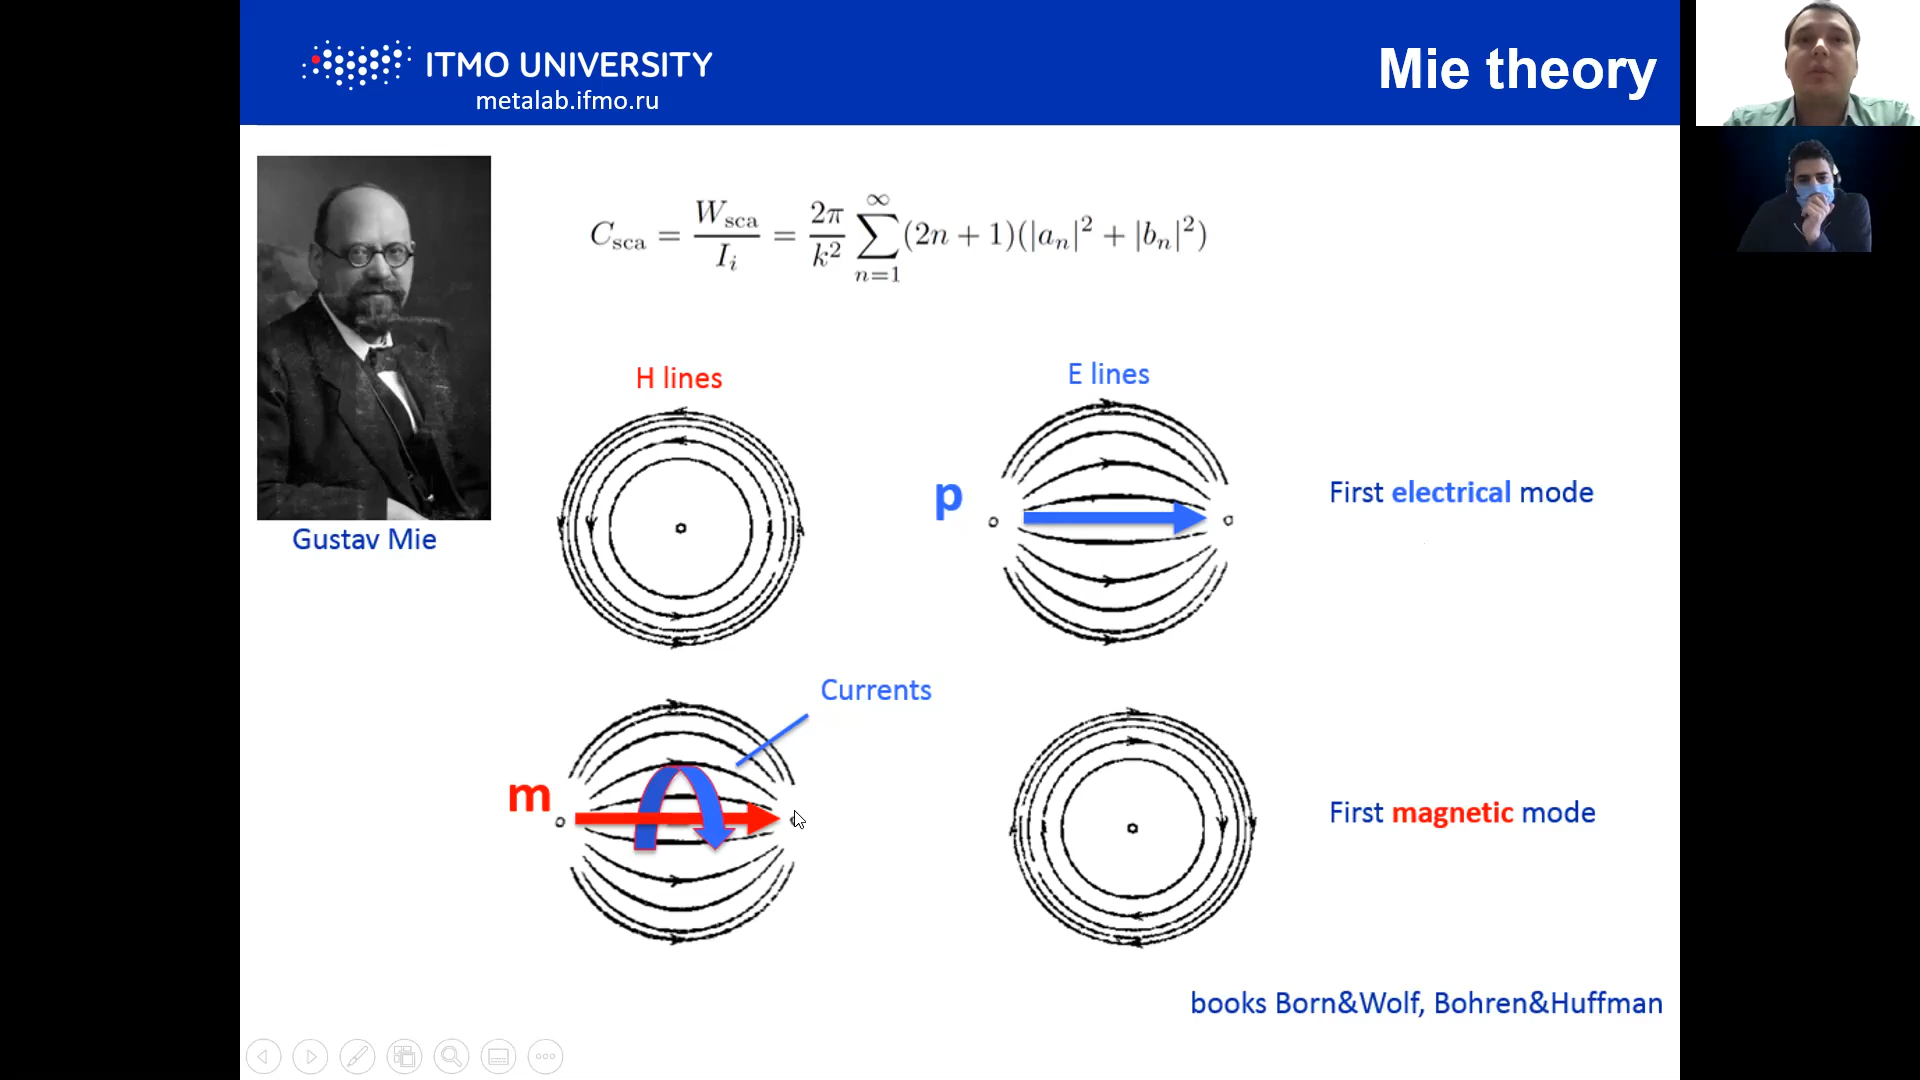 ITMO UNIVERSITY
metalab.ifmo.ru
Mie theory
C_sca = W_sca / I_i = 2π / k² ∑_{n=1}^{∞} (2n + 1)(|a_n|² + |b_n|²)
Gustav Mie
H lines
E lines
p
First electrical mode
Currents
m
First magnetic mode
books Born&Wolf, Bohren&Huffman